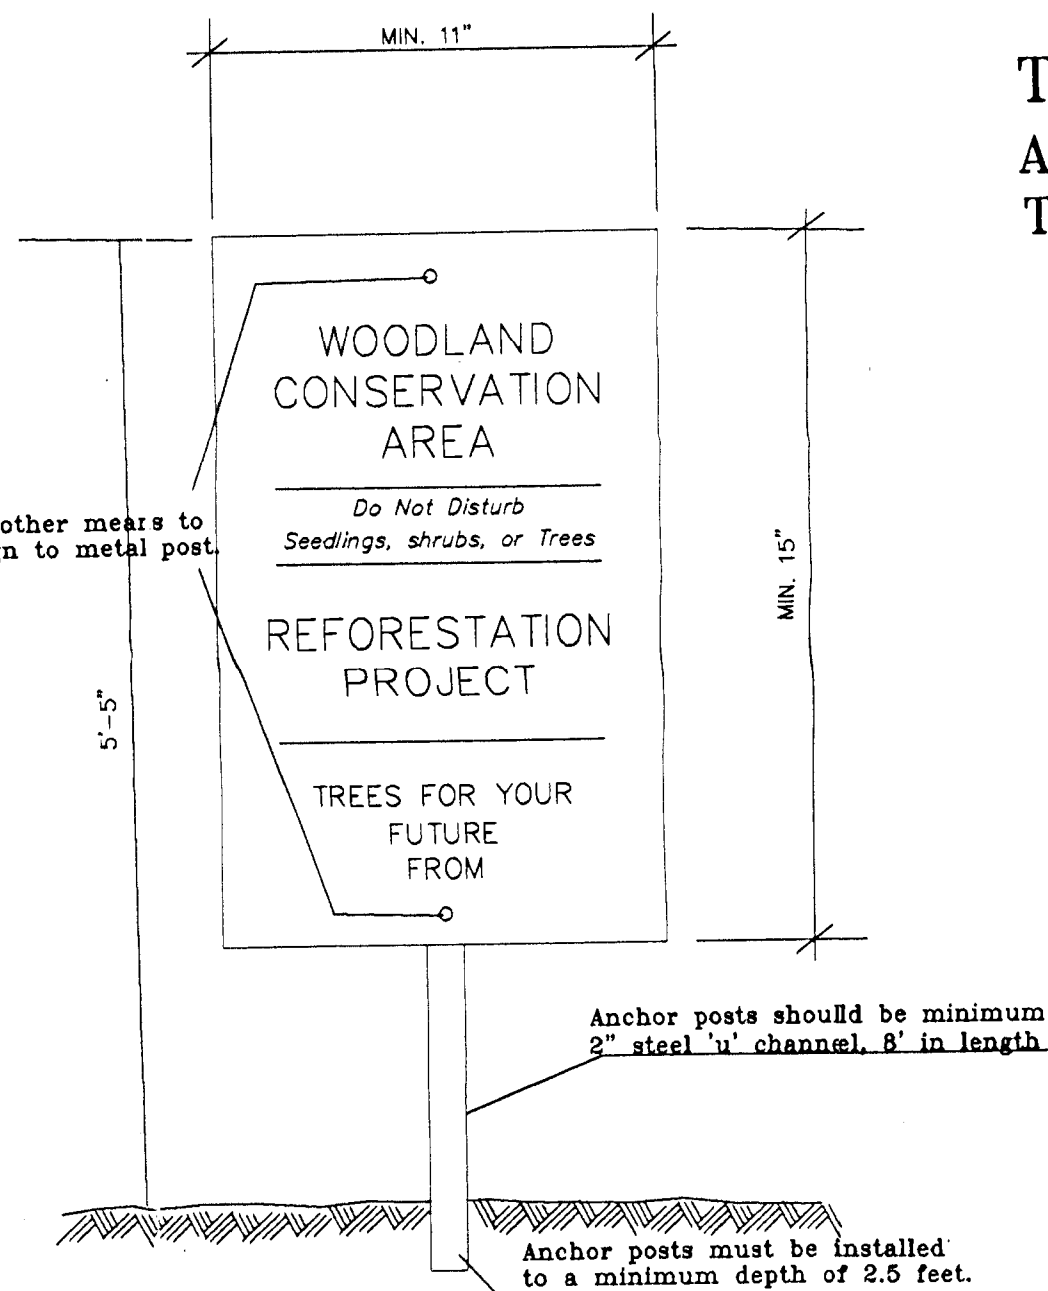 MIN. 11"
T
A
T
WOODLAND
CONSERVATION
AREA
Do Not Disturb
Seedlings, shrubs, or Trees
other means to
n to metal post.
REFORESTATION
PROJECT
MIN. 15"
5'-5"
TREES FOR YOUR
FUTURE
FROM
Anchor posts should be minimum
2" steel 'u' channel, 8' in length
Anchor posts must be installed
to a minimum depth of 2.5 feet.